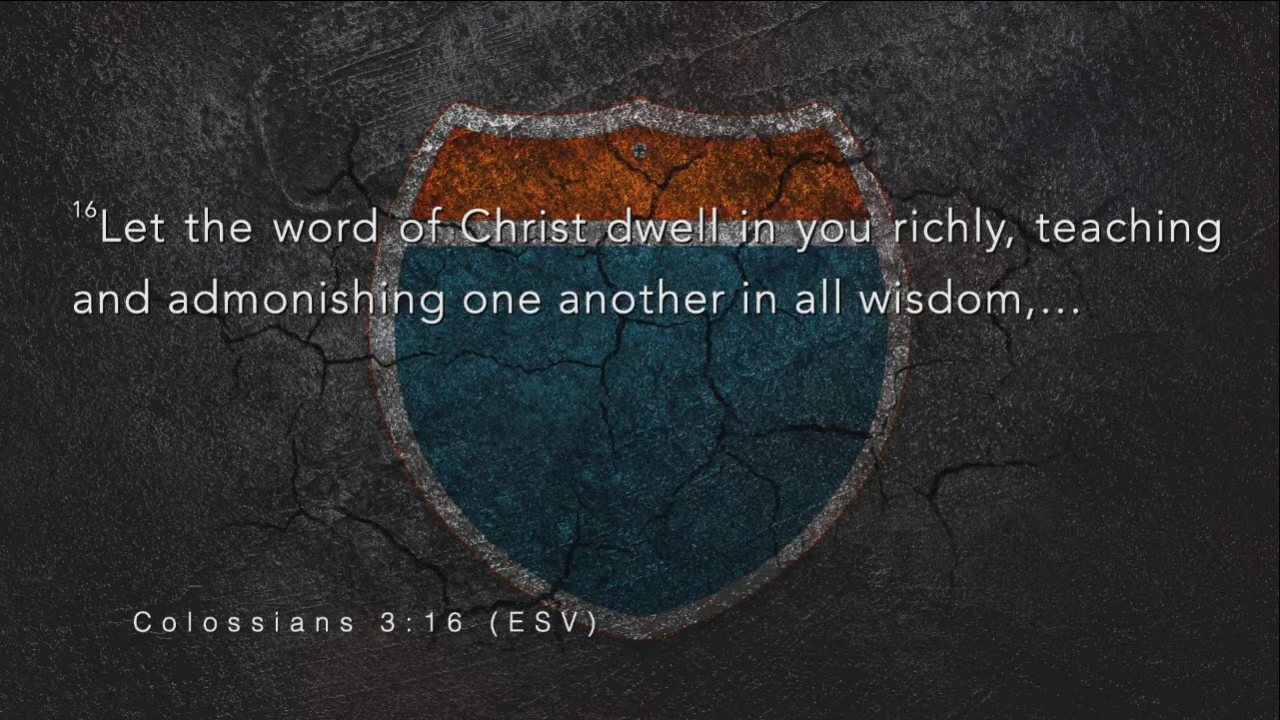 16Let the word of Christ dwell in you richly, teaching
and admonishing one another in all wisdom,...
Colossians 3:16 (ESV)